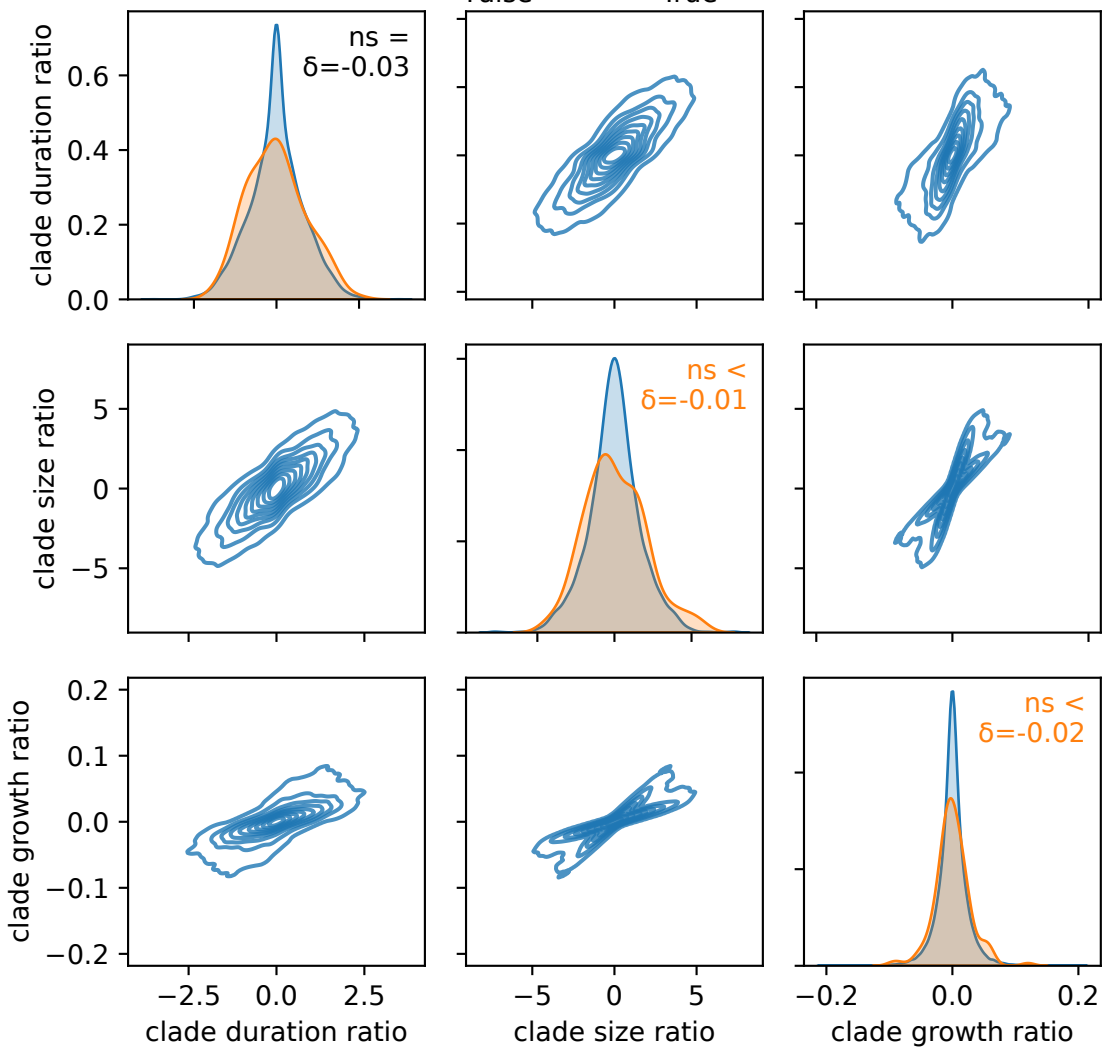 clade duration ratio
0.6
0.4
0.2
0.0
ns =
δ=-0.03
clade size ratio
5
0
−5
ns <
δ=-0.01
clade growth ratio
0.2
0.1
0.0
−0.1
−0.2
ns <
δ=-0.02
−2.5 0.0 2.5
−5 0 5
−0.2 0.0 0.2
clade duration ratio
clade size ratio
clade growth ratio